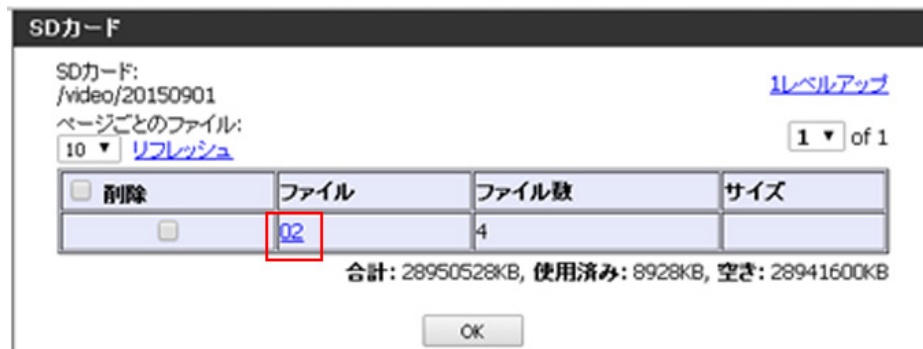 SDカード
SDカード:
/video/20150901
1レベルアップ
ページごとのファイル:
10 ▼ リフレッシュ
1 ▼ of 1
削除 ファイル ファイル数 サイズ
02 4
合計: 28950528KB, 使用済み: 8928KB, 空き: 28941600KB
OK